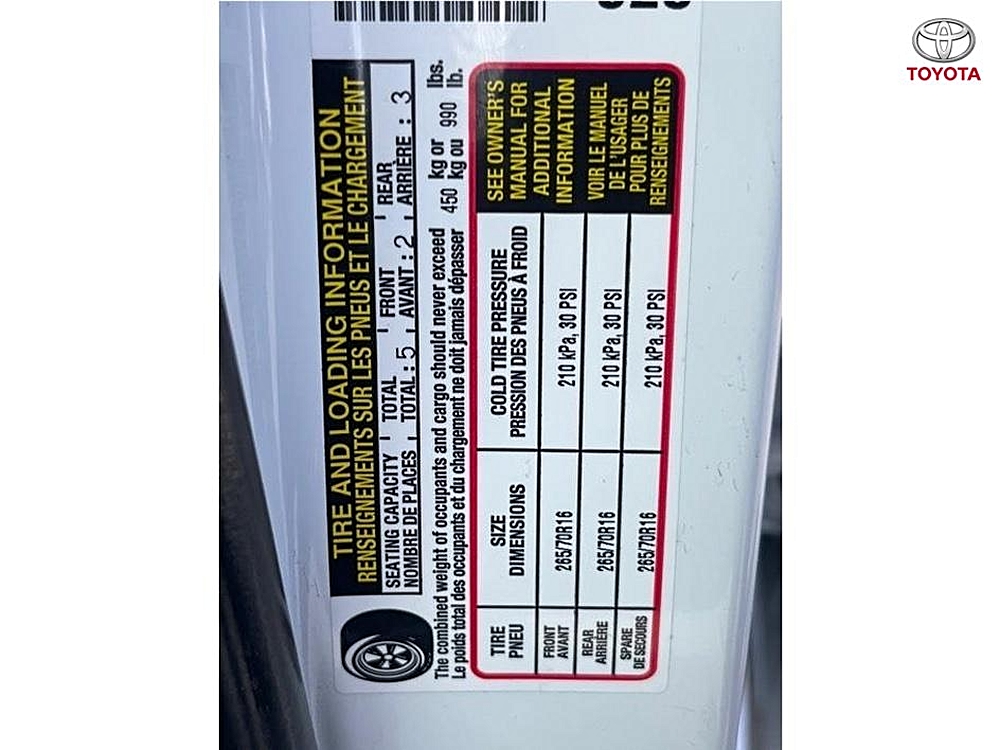 TOYOTA
TIRE AND LOADING INFORMATION
RENSEIGNEMENTS SUR LES PNEUS ET LE CHARGEMENT
SEATING CAPACITY TOTAL FRONT REAR
NOMBRE DE PLACES TOTAL : 5 AVANT : 2 ARRIÈRE : 3
The combined weight of occupants and cargo should never exceed 450 kg or 990 lbs.
Le poids total des occupants et du chargement ne doit jamais dépasser kg ou lb.
TIRE SIZE COLD TIRE PRESSURE
PNEU DIMENSIONS PRESSION DES PNEUS À FROID
FRONT 265/70R16 210 kPa, 30 PSI
AVANT
REAR 265/70R16 210 kPa, 30 PSI
ARRIÈRE
SPARE 265/70R16 210 kPa, 30 PSI
DE SECOURS
SEE OWNER'S
MANUAL FOR
ADDITIONAL
INFORMATION
VOIR LE MANUEL
DE L'USAGER
POUR PLUS DE
RENSEIGNEMENTS